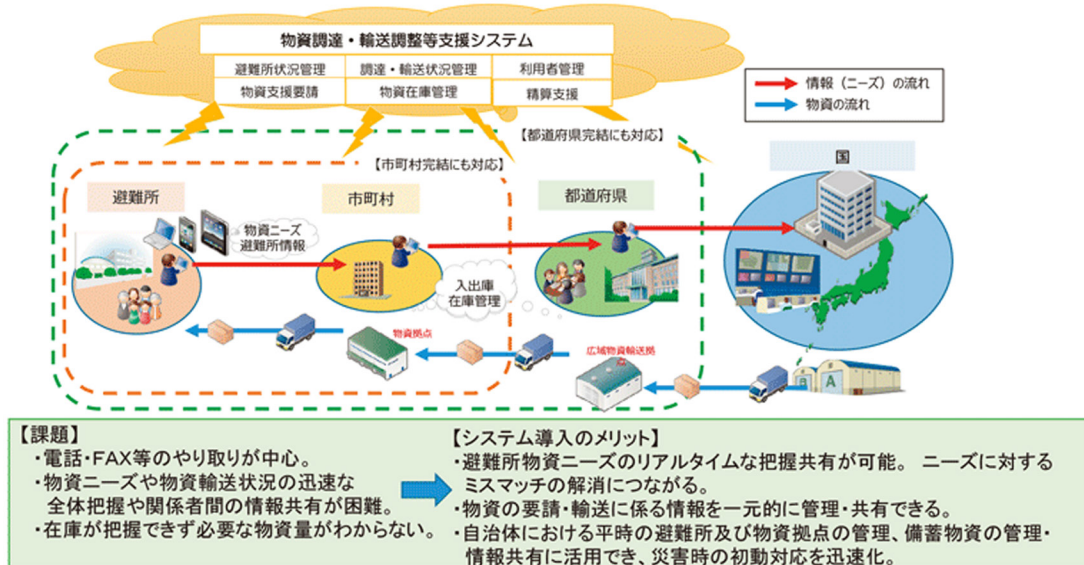 物資調達・輸送調整等支援システム
避難所状況管理
調達・輸送状況管理
利用者管理
物資支援要請
物資在庫管理
精算支援
情報（ニーズ）の流れ
物資の流れ
【都道府県完結にも対応】
【市町村完結にも対応】
国
避難所
市町村
都道府県
物資ニーズ
避難所情報
入出庫
在庫管理
物資拠点
広域物資輸送拠
点
B
A
【課題】
・電話・FAX等のやり取りが中心。
・物資ニーズや物資輸送状況の迅速な
全体把握や関係者間の情報共有が困難。
・在庫が把握できず必要な物資量がわからない。
【システム導入のメリット】
・避難所物資ニーズのリアルタイムな把握共有が可能。 ニーズに対する
ミスマッチの解消につながる。
・物資の要請・輸送に係る情報を一元的に管理・共有できる。
・自治体における平時の避難所及び物資拠点の管理、備蓄物資の管理・
情報共有に活用でき、災害時の初動対応を迅速化。